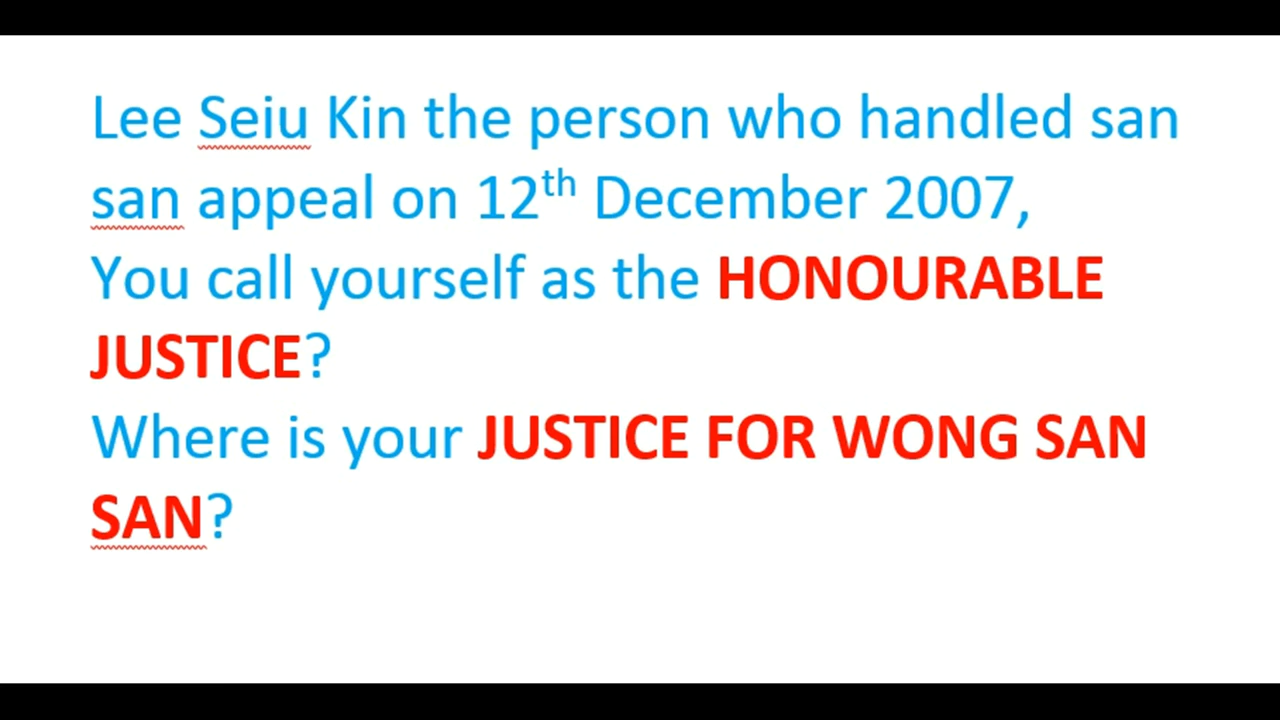 Lee Seiu Kin the person who handled san
san appeal on 12th December 2007,
You call yourself as the HONOURABLE
JUSTICE?
Where is your JUSTICE FOR WONG SAN
SAN?